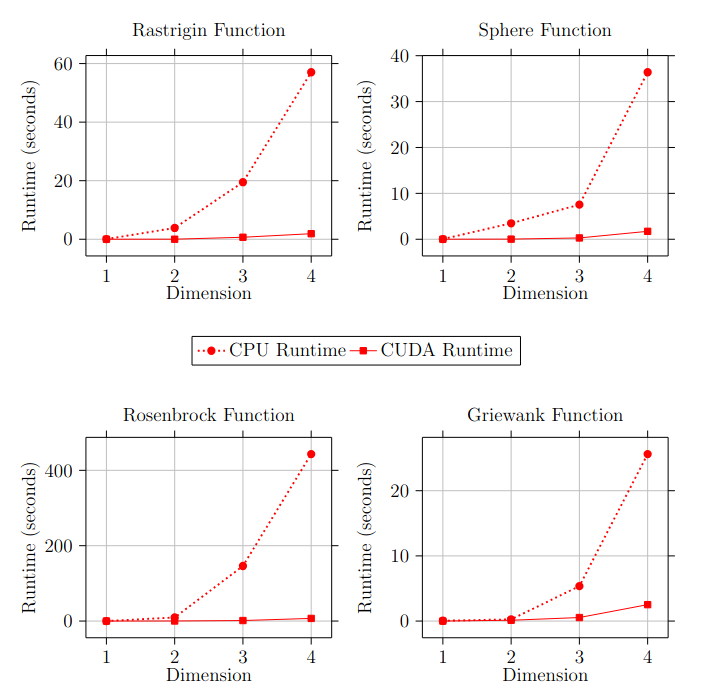 Rastrigin Function
Runtime (seconds)
60
40
20
0
1 2 3 4
Dimension
Sphere Function
Runtime (seconds)
40
30
20
10
0
1 2 3 4
Dimension
CPU Runtime CUDA Runtime
Rosenbrock Function
Runtime (seconds)
400
200
0
1 2 3 4
Dimension
Griewank Function
Runtime (seconds)
20
10
0
1 2 3 4
Dimension